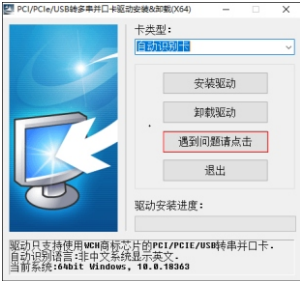 PCI/PCIe/USB转多串并口卡驱动安装&卸载(X64)
卡类型:
自动识别卡
安装驱动
卸载驱动
遇到问题请点击
退出
驱动安装进度:
驱动只支持使用WCH商标芯片的PCI/PCIE/USB转串并口卡.
自动识别语言:非中文系统显示英文.
当前系统:64bit Windows, 10.0.18363